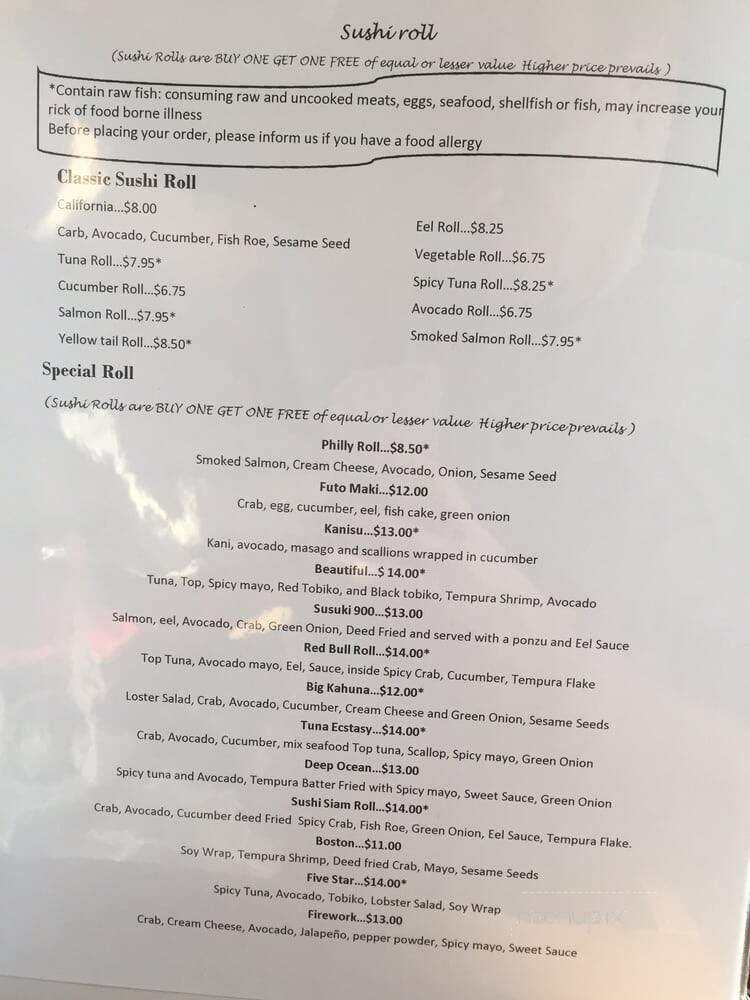 Sushi roll
(Sushi Rolls are BUY ONE GET ONE FREE of equal or lesser value Higher price prevails )
*Contain raw fish: consuming raw and uncooked meats, eggs, seafood, shellfish or fish, may increase your
rick of food borne illness
Before placing your order, please inform us if you have a food allergy
Classic Sushi Roll
California...$8.00
Carb, Avocado, Cucumber, Fish Roe, Sesame Seed
Tuna Roll...$7.95*
Cucumber Roll...$6.75
Salmon Roll...$7.95*
Yellow tail Roll...$8.50*
Eel Roll...$8.25
Vegetable Roll...$6.75
Spicy Tuna Roll...$8.25*
Avocado Roll...$6.75
Smoked Salmon Roll...$7.95*
Special Roll
(Sushi Rolls are BUY ONE GET ONE FREE of equal or lesser value Higher price prevails )
Philly Roll...$8.50*
Smoked Salmon, Cream Cheese, Avocado, Onion, Sesame Seed
Futo Maki...$12.00
Crab, egg, cucumber, eel, fish cake, green onion
Kanisu...$13.00*
Kani, avocado, masago and scallions wrapped in cucumber
Beautiful...$ 14.00*
Tuna, Top, Spicy mayo, Red Tobiko, and Black tobiko, Tempura Shrimp, Avocado
Susuki 900...$13.00
Salmon, eel, Avocado, Crab, Green Onion, Deed Fried and served with a ponzu and Eel Sauce
Red Bull Roll...$14.00*
Top Tuna, Avocado mayo, Eel, Sauce, inside Spicy Crab, Cucumber, Tempura Flake
Big Kahuna...$12.00*
Loster Salad, Crab, Avocado, Cucumber, Cream Cheese and Green Onion, Sesame Seeds
Tuna Ecstasy...$14.00*
Crab, Avocado, Cucumber, mix seafood Top tuna, Scallop, Spicy mayo, Green Onion
Deep Ocean...$13.00
Spicy tuna and Avocado, Tempura Batter Fried with Spicy mayo, Sweet Sauce, Green Onion
Sushi Siam Roll...$14.00*
Crab, Avocado, Cucumber deed Fried Spicy Crab, Fish Roe, Green Onion, Eel Sauce, Tempura Flake.
Boston...$11.00
Soy Wrap, Tempura Shrimp, Deed fried Crab, Mayo, Sesame Seeds
Five Star...$14.00*
Spicy Tuna, Avocado, Tobiko, Lobster Salad, Soy Wrap
Firework...$13.00
Crab, Cream Cheese, Avocado, Jalapeño, pepper powder, Spicy mayo, Sweet Sauce